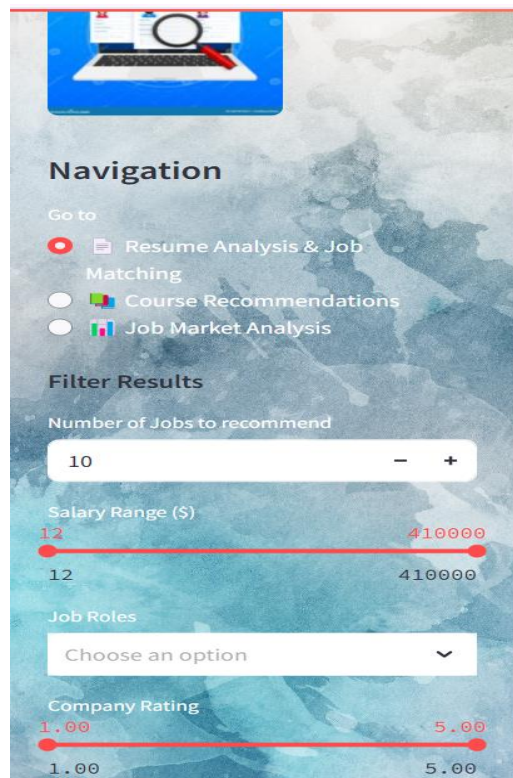 Navigation
Go to
Resume Analysis & Job
Matching
Course Recommendations
Job Market Analysis
Filter Results
Number of Jobs to recommend
10 − +
Salary Range ($)
12 410000
12 410000
Job Roles
Choose an option
Company Rating
1.00 5.00
1.00 5.00